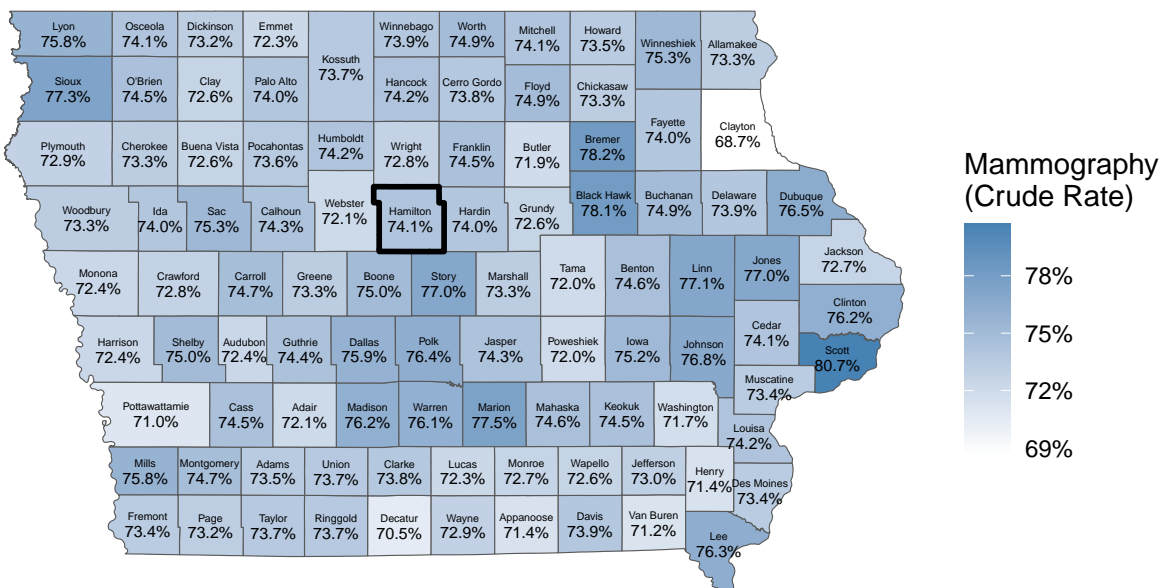 Lyon
75.8%
Osceola
74.1%
Dickinson
73.2%
Emmet
72.3%
Kossuth
73.7%
Winnebago
73.9%
Worth
74.9%
Mitchell
74.1%
Howard
73.5%
Winneshiek
75.3%
Allamakee
73.3%
Sioux
77.3%
O'Brien
74.5%
Clay
72.6%
Palo Alto
74.0%
Hancock
74.2%
Cerro Gordo
73.8%
Floyd
74.9%
Chickasaw
73.3%
Fayette
74.0%
Clayton
68.7%
Plymouth
72.9%
Cherokee
73.3%
Buena Vista
72.6%
Pocahontas
73.6%
Humboldt
74.2%
Wright
72.8%
Franklin
74.5%
Butler
71.9%
Bremer
78.2%
Woodbury
73.3%
Ida
74.0%
Sac
75.3%
Calhoun
74.3%
Webster
72.1%
Hamilton
74.1%
Hardin
74.0%
Grundy
72.6%
Black Hawk
78.1%
Buchanan
74.9%
Delaware
73.9%
Dubuque
76.5%
Monona
72.4%
Crawford
72.8%
Carroll
74.7%
Greene
73.3%
Boone
75.0%
Story
77.0%
Marshall
73.3%
Tama
72.0%
Benton
74.6%
Linn
77.1%
Jones
77.0%
Jackson
72.7%
Clinton
76.2%
Harrison
72.4%
Shelby
75.0%
Audubon
72.4%
Guthrie
74.4%
Dallas
75.9%
Polk
76.4%
Jasper
74.3%
Poweshiek
72.0%
Iowa
75.2%
Johnson
76.8%
Cedar
74.1%
Scott
80.7%
Muscatine
73.4%
Pottawattamie
71.0%
Cass
74.5%
Adair
72.1%
Madison
76.2%
Warren
76.1%
Marion
77.5%
Mahaska
74.6%
Keokuk
74.5%
Washington
71.7%
Louisa
74.2%
Mills
75.8%
Montgomery
74.7%
Adams
73.5%
Union
73.7%
Clarke
73.8%
Lucas
72.3%
Monroe
72.7%
Wapello
72.6%
Jefferson
73.0%
Henry
71.4%
Des Moines
73.4%
Fremont
73.4%
Page
73.2%
Taylor
73.7%
Ringgold
73.7%
Decatur
70.5%
Wayne
72.9%
Appanoose
71.4%
Davis
73.9%
Van Buren
71.2%
Lee
76.3%
Mammography
(Crude Rate)
78%
75%
72%
69%